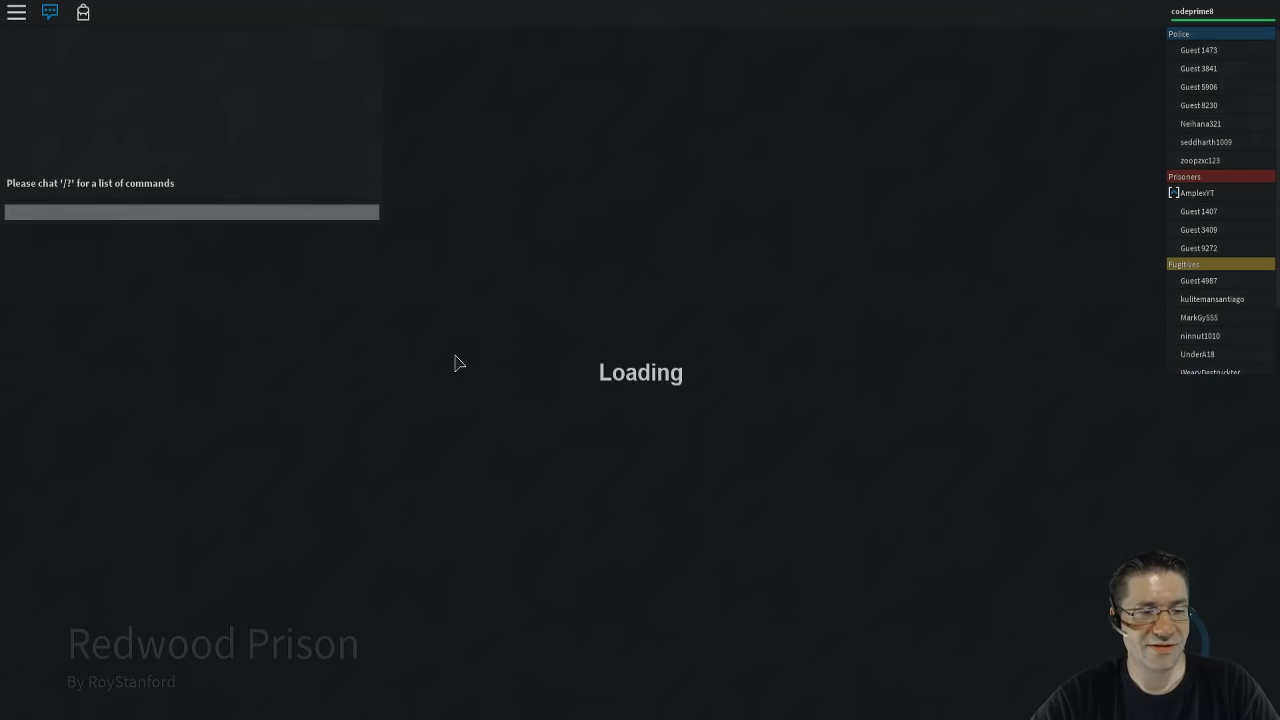 codeprime8
Police
Guest 1473
Guest 3841
Guest 5906
Guest 8230
Neihana321
seddharth1009
zoopzxc123
Prisoners
AmplexYT
Guest 1407
Guest 3409
Guest 9272
Fugitives
Guest 4987
kulitemansantiago
MarkGy555
ninnut1010
UnderA18
Please chat '/?' for a list of commands
Loading
Redwood Prison
By RoyStanford